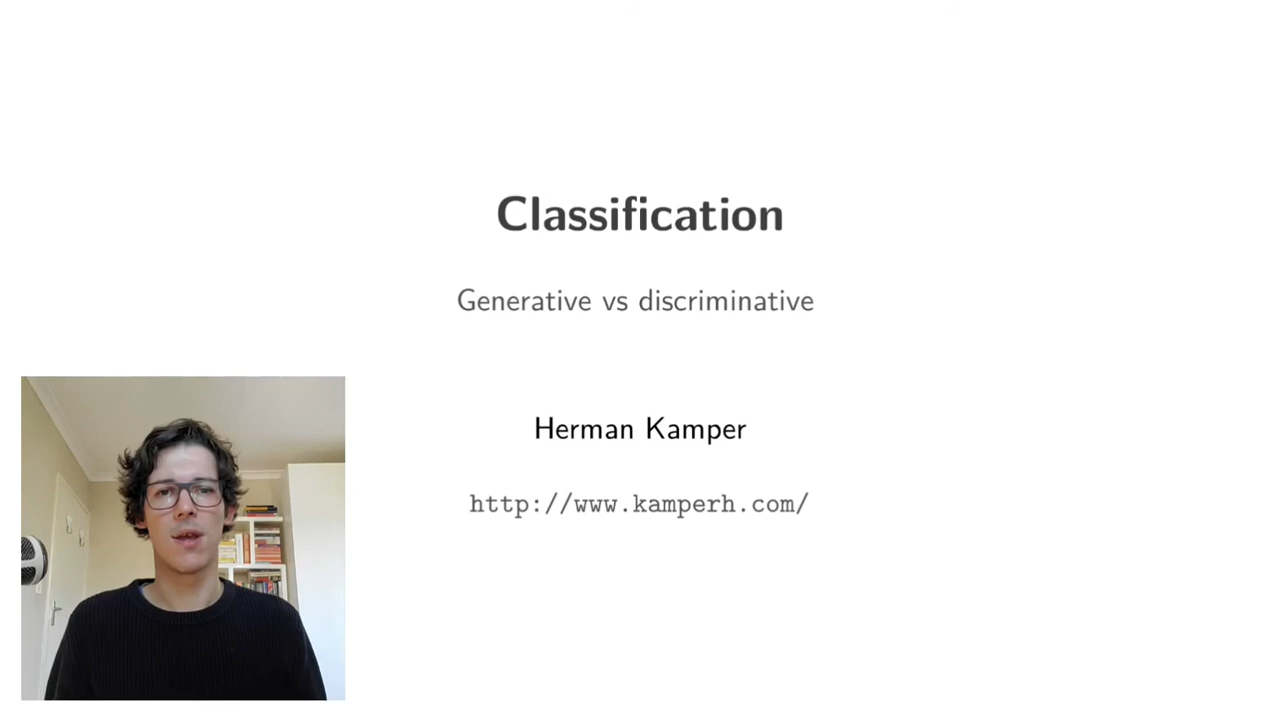 Classification
Generative vs discriminative
Herman Kamper
http://www.kamperh.com/